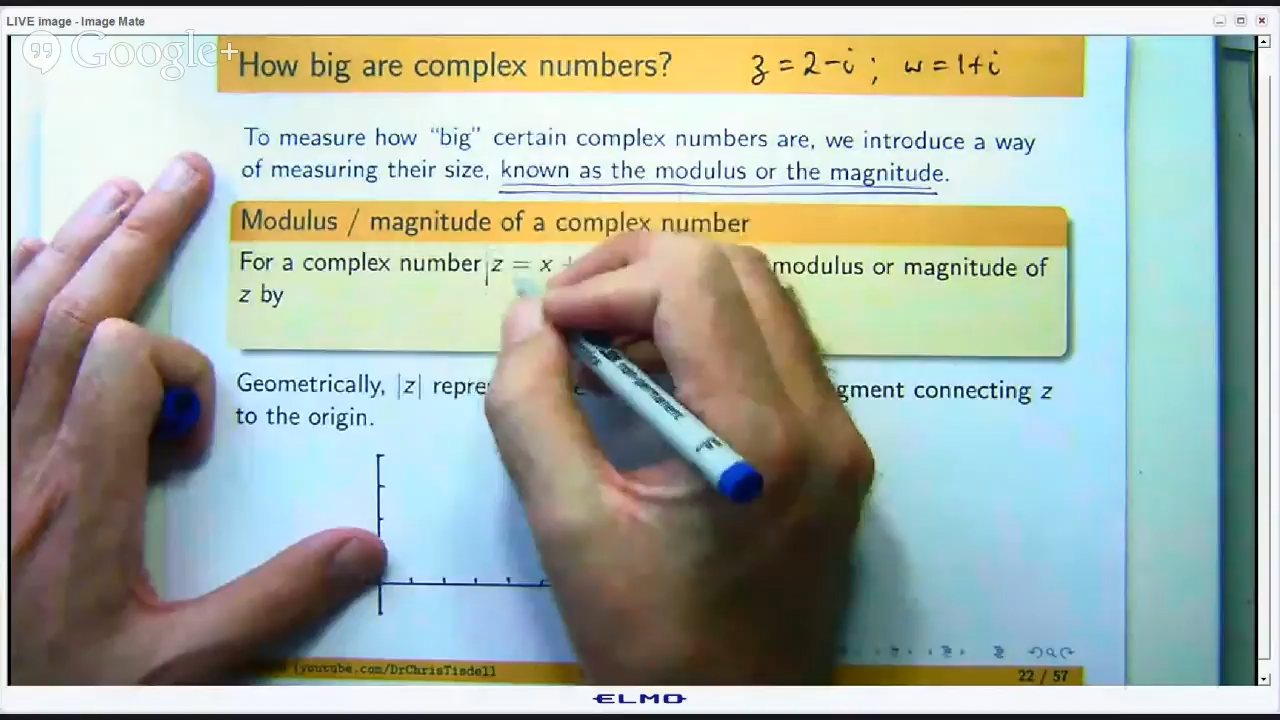 LIVE image - Image Mate
Google+
How big are complex numbers? z = 2-i ; w = 1+i
To measure how "big" certain complex numbers are, we introduce a way
of measuring their size, known as the modulus or the magnitude.
Modulus / magnitude of a complex number
For a complex number z = x modulus or magnitude of
z by
Geometrically, |z| connecting z
to the origin.
youtube.com/DrChrisTisdell
22 / 57
ELMO